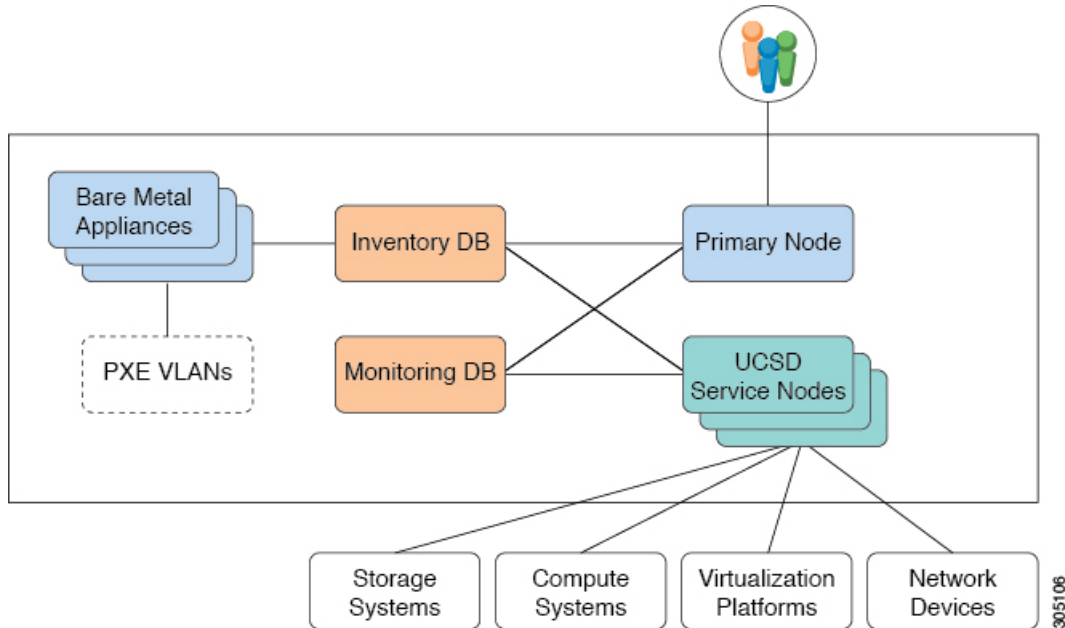 Bare Metal
Appliances
Inventory DB
Primary Node
PXE VLANs
Monitoring DB
UCSD
Service Nodes
Storage
Systems
Compute
Systems
Virtualization
Platforms
Network
Devices
305106